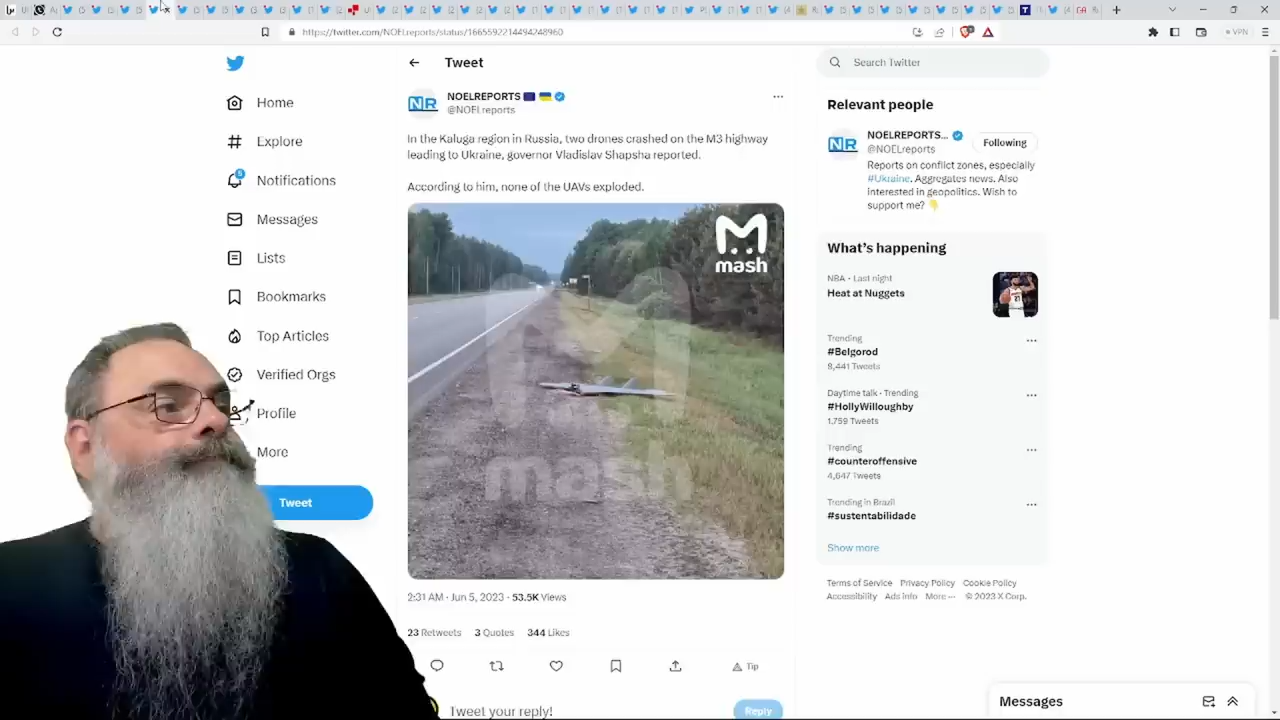 https://twitter.com/NOELreports/status/1665592214494248960
VPN
Home
Explore
5
Notifications
Messages
Lists
Bookmarks
Top Articles
Verified Orgs
Profile
More
Tweet
Tweet
NOELREPORTS
@NOELreports
In the Kaluga region in Russia, two drones crashed on the M3 highway
leading to Ukraine, governor Vladislav Shapsha reported.
According to him, none of the UAVs exploded.
mash
mash
2:31 AM · Jun 5, 2023 · 53.5K Views
23 Retweets 3 Quotes 344 Likes
Tip
Tweet your reply!
Reply
Search Twitter
Relevant people
NOELREPORTS...
@NOELreports
Following
Reports on conflict zones, especially
#Ukraine. Aggregates news. Also
interested in geopolitics. Wish to
support me?
What's happening
NBA · Last night
Heat at Nuggets
Trending
#Belgorod
8,441 Tweets
Daytime talk · Trending
#HollyWilloughby
1,759 Tweets
Trending
#counteroffensive
4,647 Tweets
Trending in Brazil
#sustentabilidade
Show more
Terms of Service Privacy Policy Cookie Policy
Accessibility Ads info More ··· © 2023 X Corp.
Messages